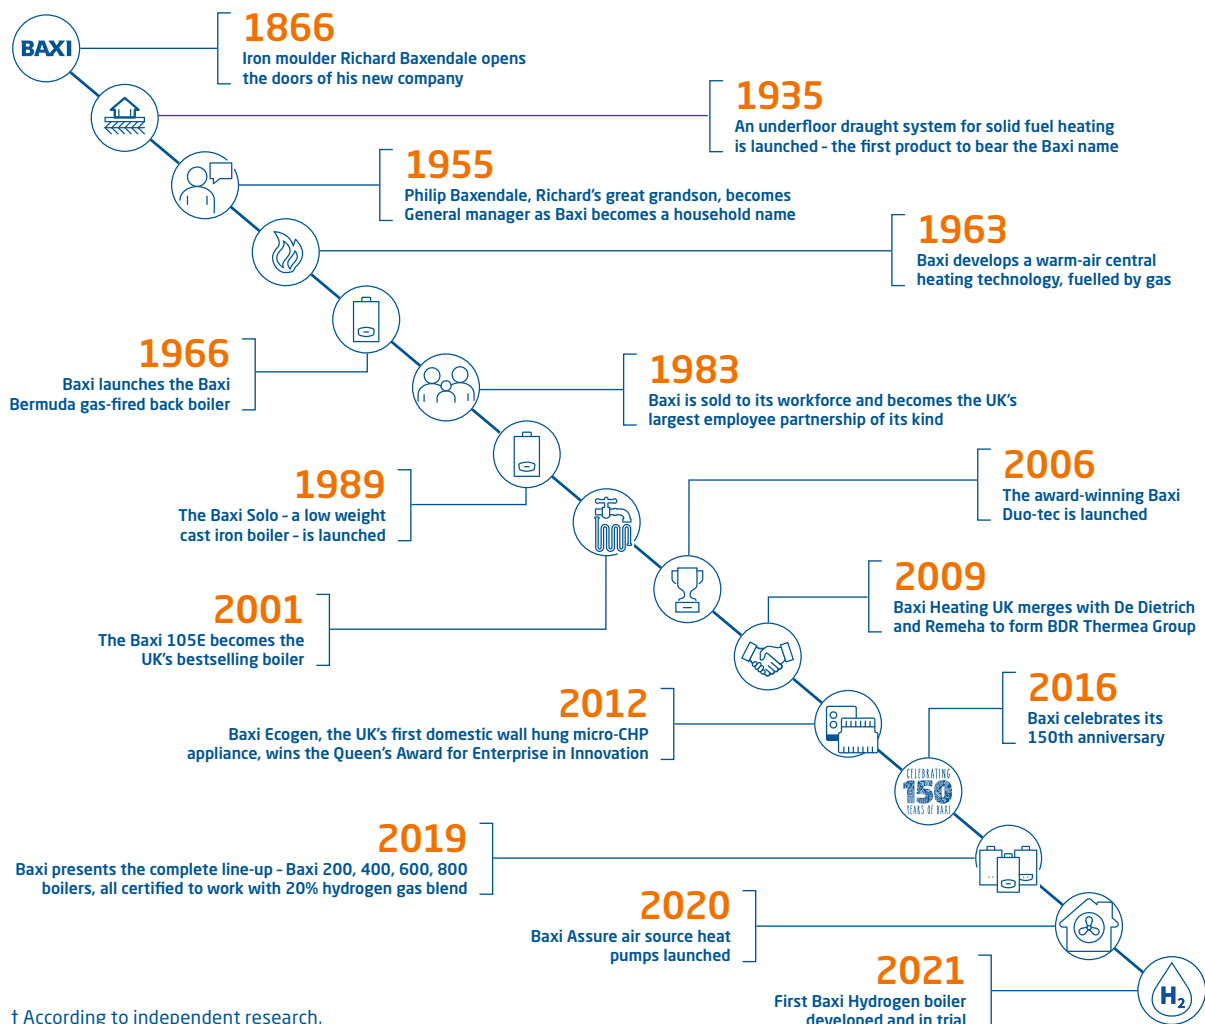 BAXI
1866
Iron moulder Richard Baxendale opens
the doors of his new company
1935
An underfloor draught system for solid fuel heating
is launched – the first product to bear the Baxi name
1955
Philip Baxendale, Richard's great grandson, becomes
General manager as Baxi becomes a household name
1963
Baxi develops a warm-air central
heating technology, fuelled by gas
1966
Baxi launches the Baxi
Bermuda gas-fired back boiler
1983
Baxi is sold to its workforce and becomes the UK's
largest employee partnership of its kind
1989
The Baxi Solo – a low weight
cast iron boiler – is launched
2006
The award-winning Baxi
Duo-tec is launched
2001
The Baxi 105E becomes the
UK's bestselling boiler
2009
Baxi Heating UK merges with De Dietrich
and Remeha to form BDR Thermea Group
2012
Baxi Ecogen, the UK's first domestic wall hung micro-CHP
appliance, wins the Queen's Award for Enterprise in Innovation
2016
Baxi celebrates its
150th anniversary
CELEBRATING
150
YEARS OF BAXI
2019
Baxi presents the complete line-up – Baxi 200, 400, 600, 800
boilers, all certified to work with 20% hydrogen gas blend
2020
Baxi Assure air source heat
pumps launched
2021
First Baxi Hydrogen boiler
developed and in trial
H₂
† According to independent research.